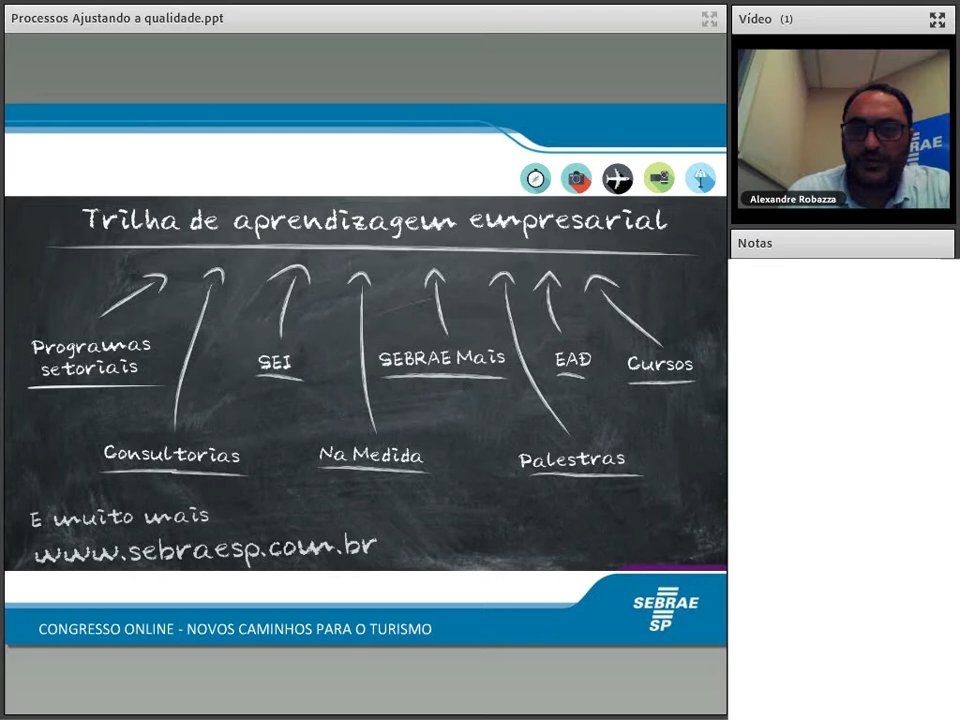 Processos Ajustando a qualidade.ppt
Vídeo (1)
SEBRAE
Alexandre Robazza
Notas
Trilha de aprendizagem empresarial
Programas
setoriais
SEI
SEBRAE Mais
EAD
Cursos
Consultorias
Na Medida
Palestras
E muito mais
www.sebraesp.com.br
CONGRESSO ONLINE - NOVOS CAMINHOS PARA O TURISMO
SEBRAE
SP